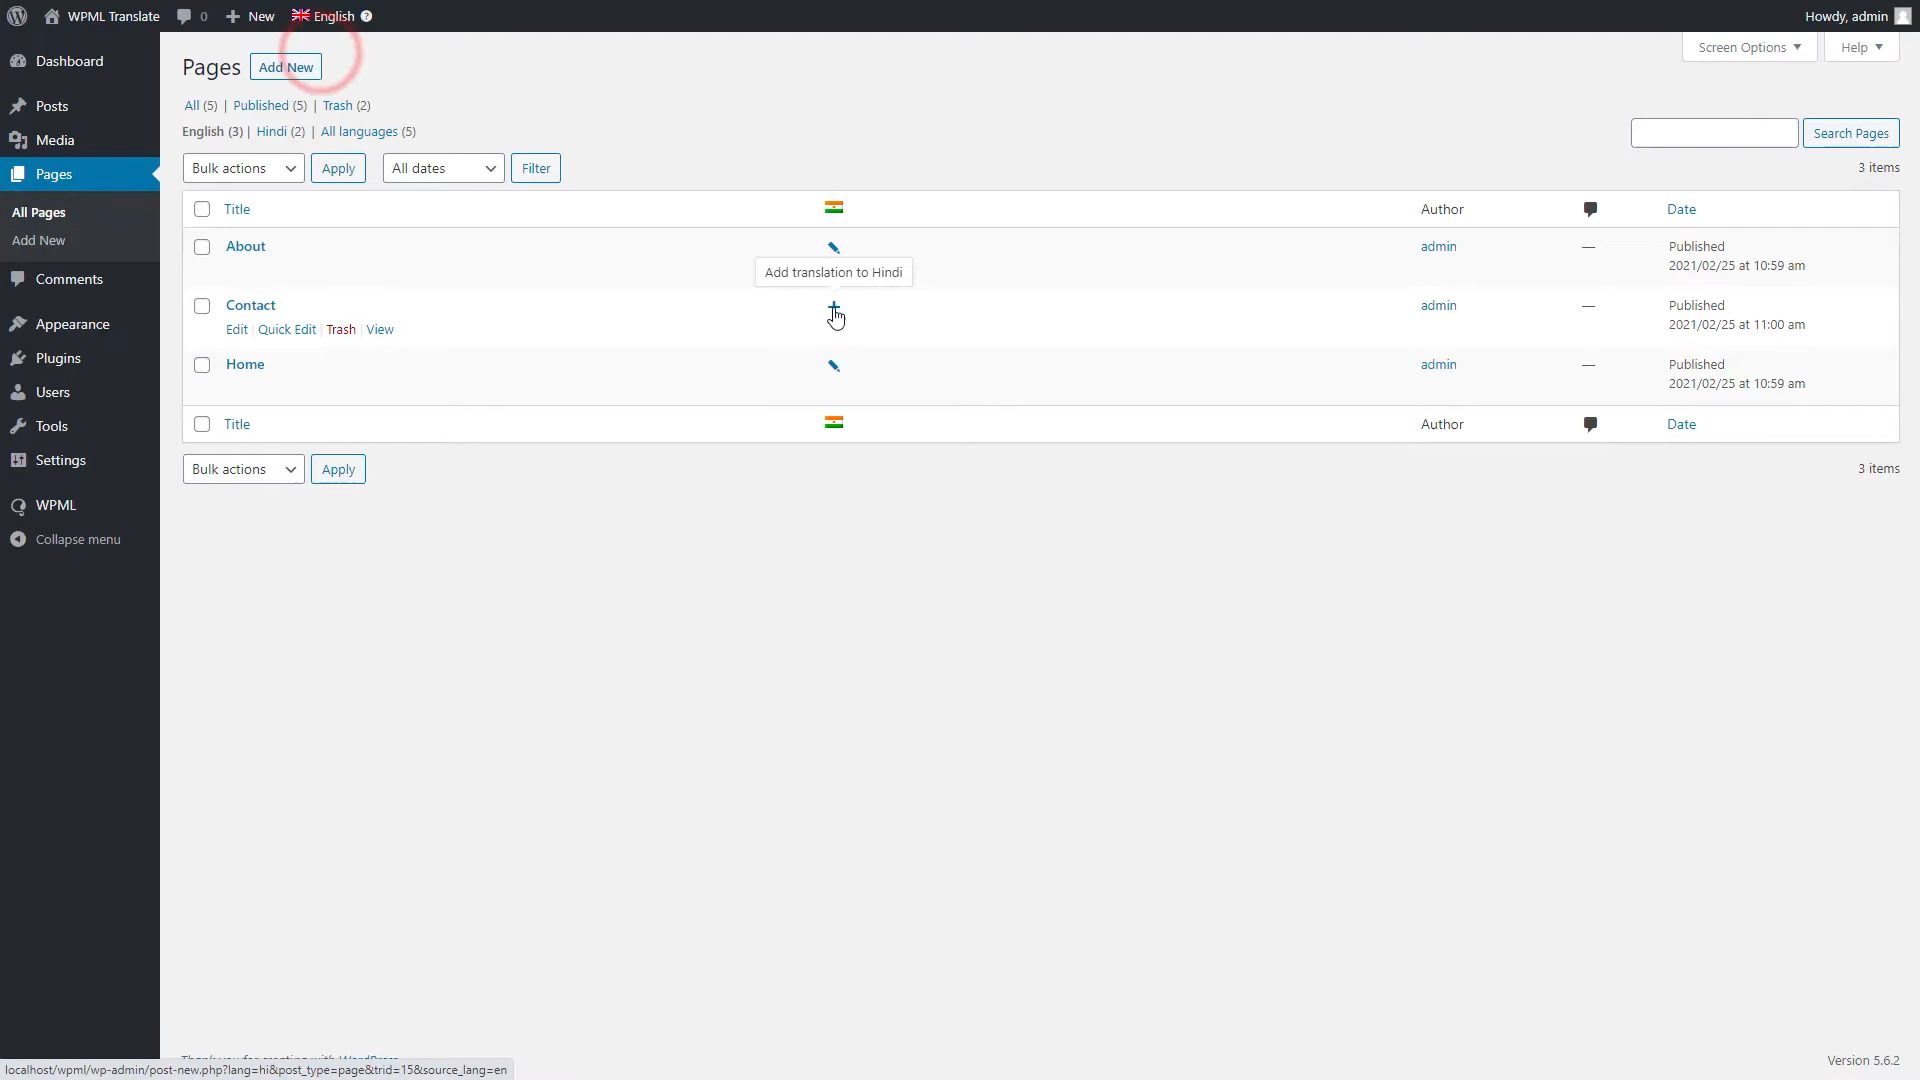 WPML Translate 0 New English Howdy, admin
Dashboard
Posts
Media
Pages
All Pages
Add New
Comments
Appearance
Plugins
Users
Tools
Settings
WPML
Collapse menu
Screen Options Help
Pages Add New
All (5) | Published (5) | Trash (2)
English (3) | Hindi (2) | All languages (5)
Search Pages
Bulk actions Apply All dates Filter 3 items
Title Author Date
About admin — Published
2021/02/25 at 10:59 am
Add translation to Hindi
Contact admin — Published
Edit | Quick Edit | Trash | View 2021/02/25 at 11:00 am
Home admin — Published
2021/02/25 at 10:59 am
Title Author Date
Bulk actions Apply 3 items
Thank you for creating with WordPress Version 5.6.2
localhost/wpml/wp-admin/post-new.php?lang=hi&post_type=page&trid=15&source_lang=en